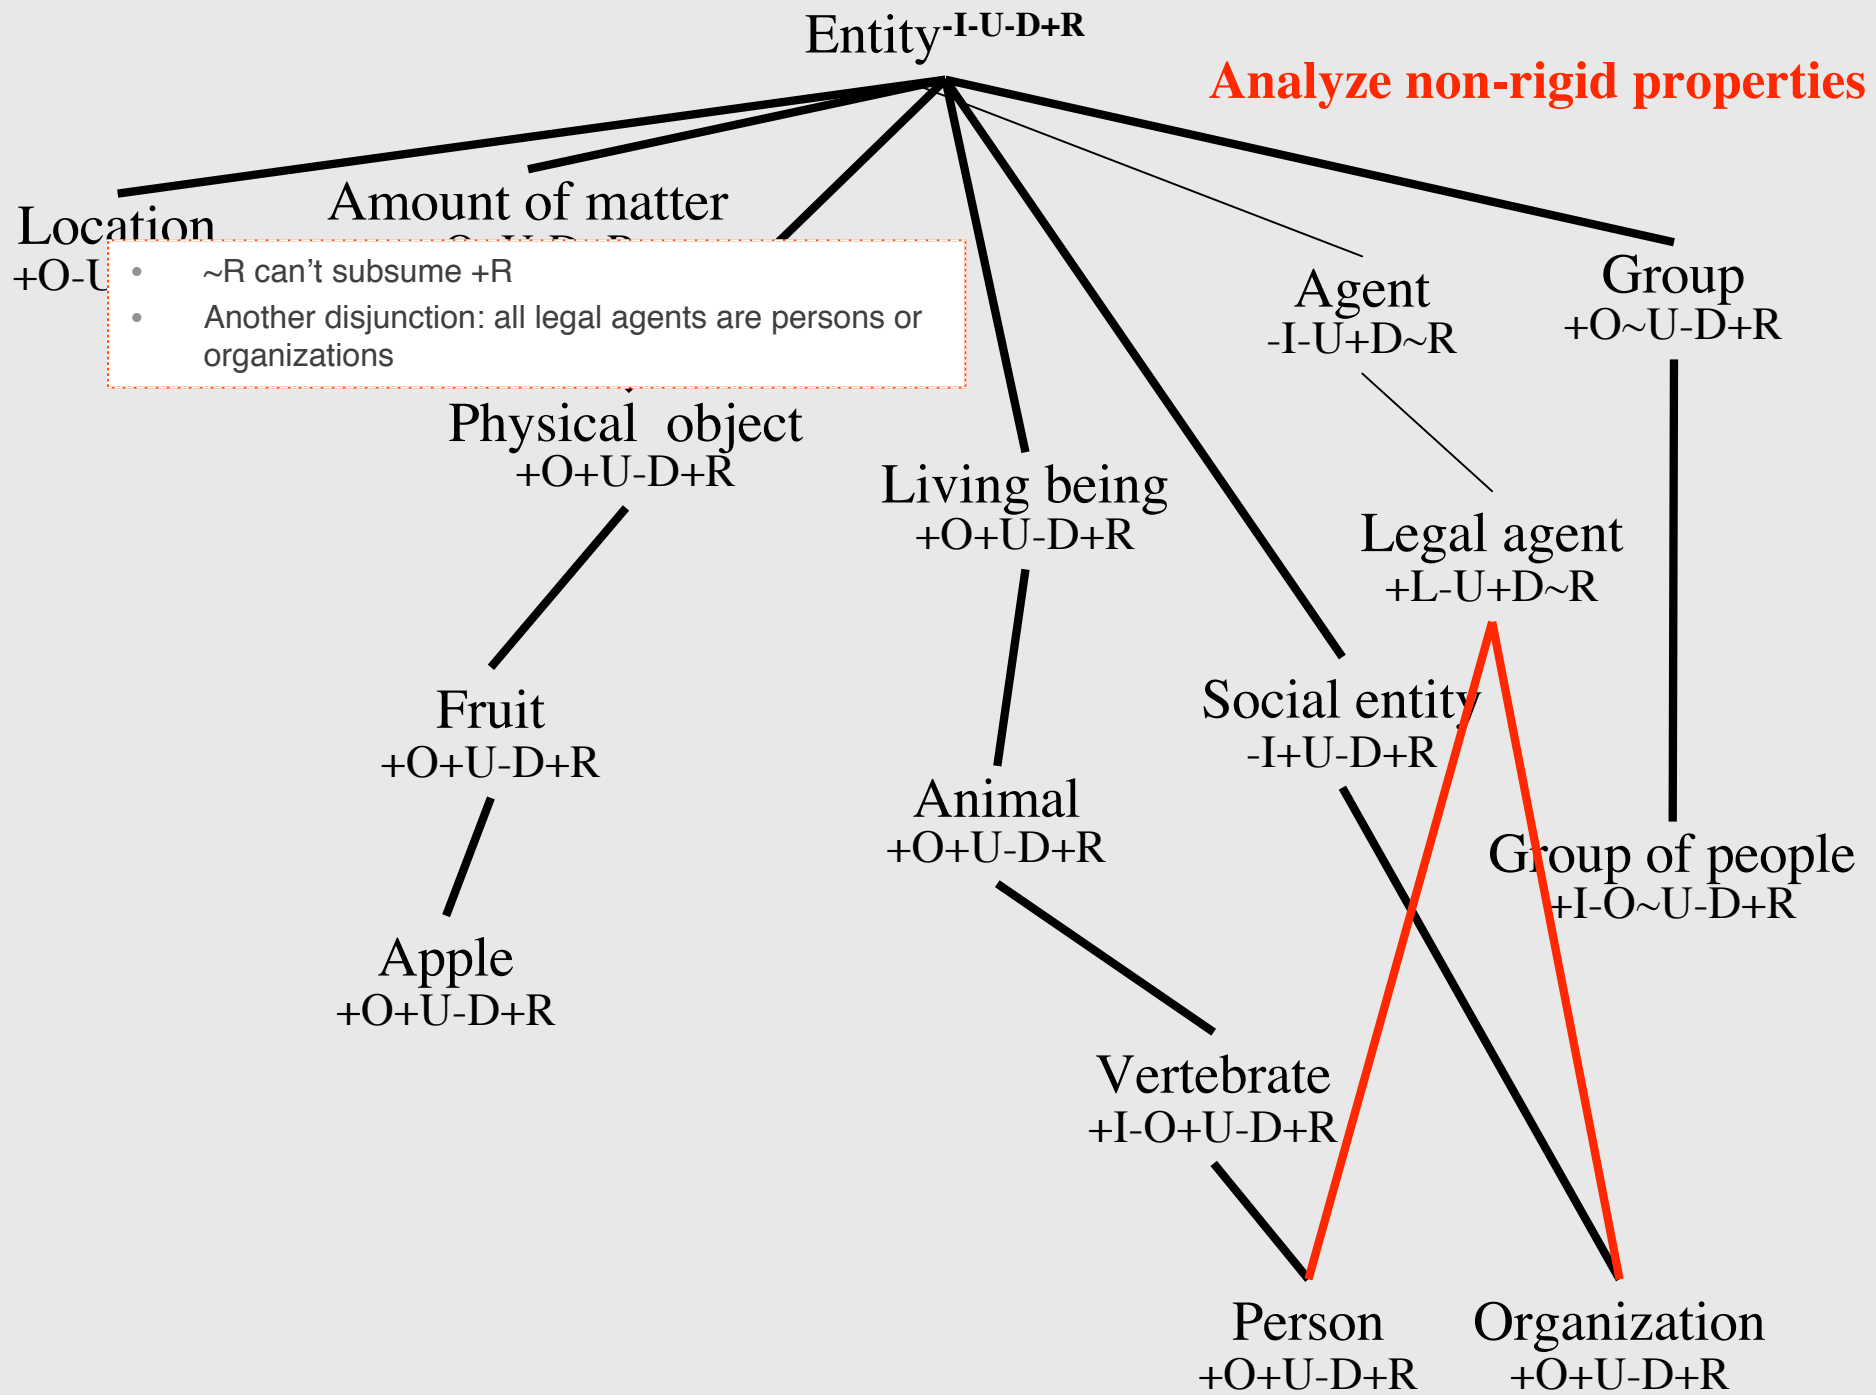 Entity-I-U-D+R
Analyze non-rigid properties
Location
+O-U
Amount of matter
• ~R can't subsume +R
• Another disjunction: all legal agents are persons or
organizations
Agent
-I-U+D~R
Group
+O~U-D+R
Physical object
+O+U-D+R
Living being
+O+U-D+R
Legal agent
+L-U+D~R
Fruit
+O+U-D+R
Social entity
-I+U-D+R
Animal
+O+U-D+R
Group of people
+I-O~U-D+R
Apple
+O+U-D+R
Vertebrate
+I-O+U-D+R
Person
+O+U-D+R
Organization
+O+U-D+R